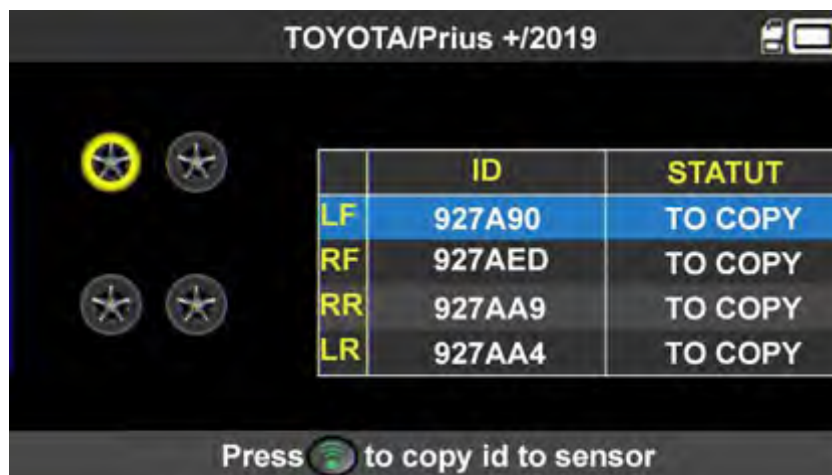 TOYOTA/Prius +/2019
ID STATUT
LF 927A90 TO COPY
RF 927AED TO COPY
RR 927AA9 TO COPY
LR 927AA4 TO COPY
Press to copy id to sensor